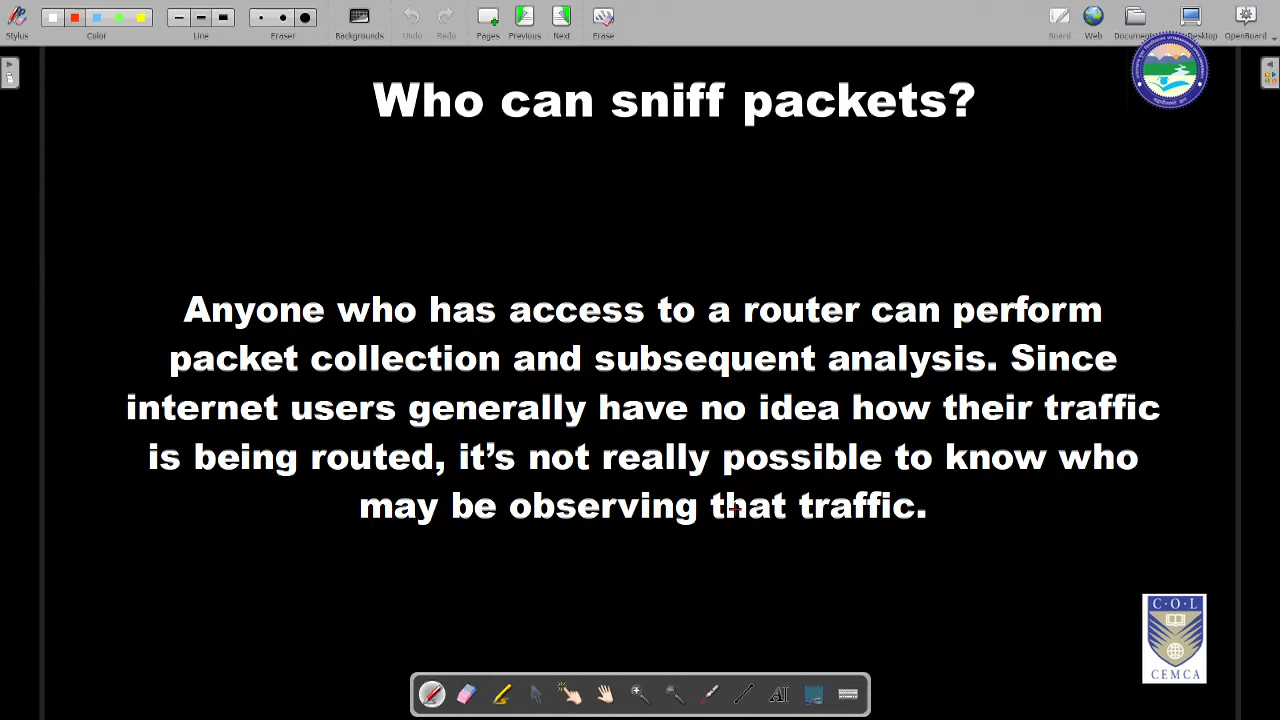 Stylus
Color
Line
Eraser
Backgrounds
Undo
Redo
Pages
Previous
Next
Erase
Board
Web
Documents
Desktop
OpenBoard
Who can sniff packets?
Anyone who has access to a router can perform
packet collection and subsequent analysis. Since
internet users generally have no idea how their traffic
is being routed, it’s not really possible to know who
may be observing that traffic.
C·O·L
CEMCA
AI